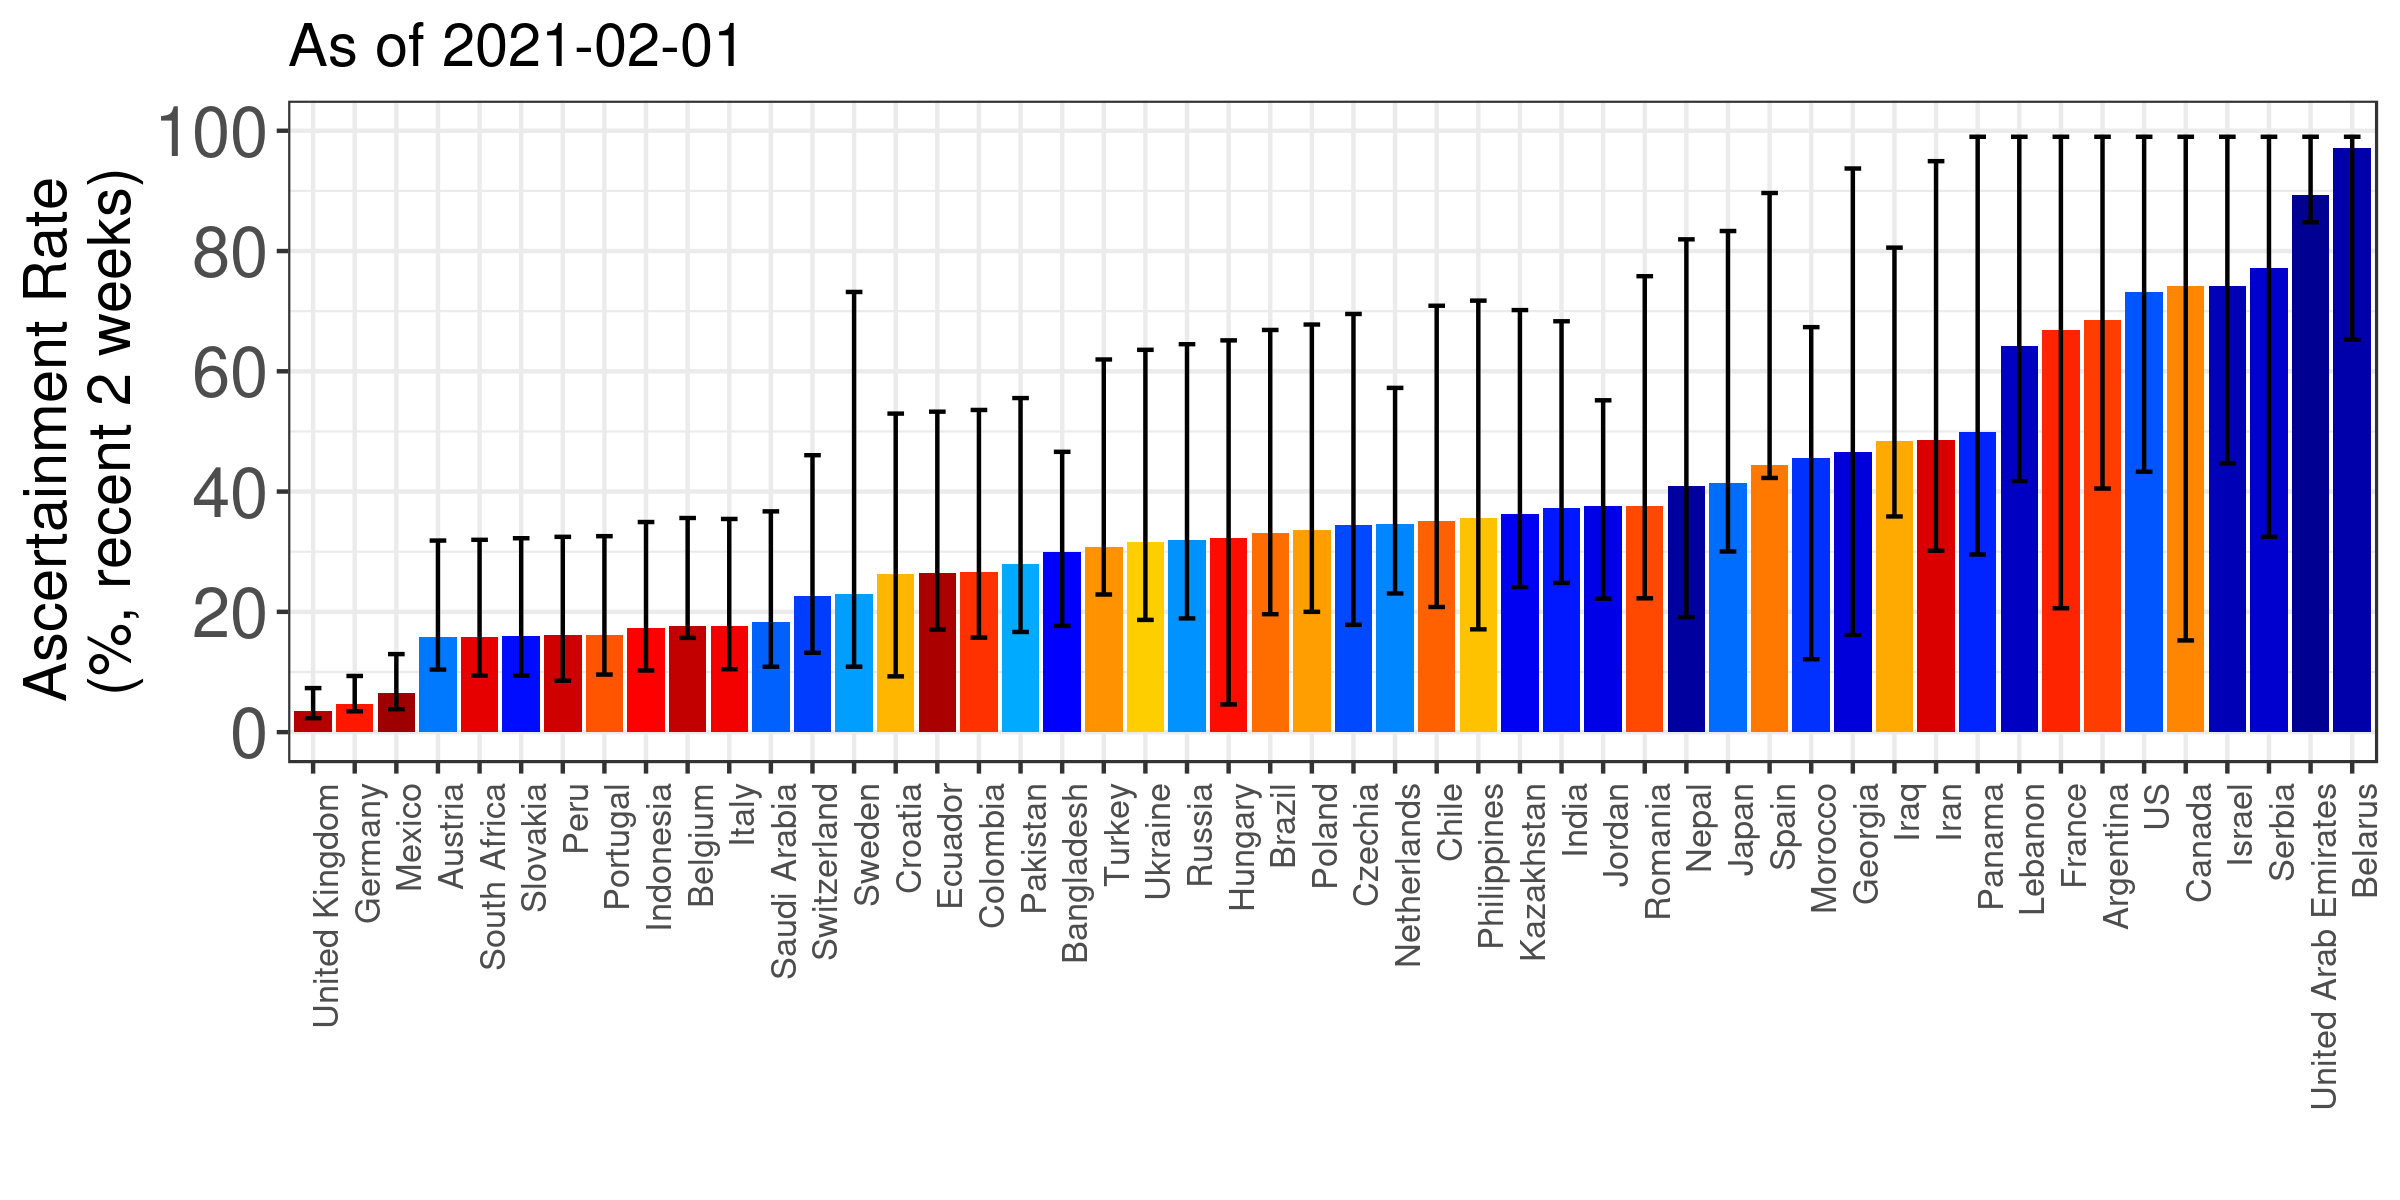 As of 2021-02-01
Ascertainment Rate
(%, recent 2 weeks)
100
80
60
40
20
0
United Kingdom
Germany
Mexico
Austria
South Africa
Slovakia
Peru
Portugal
Indonesia
Belgium
Italy
Saudi Arabia
Switzerland
Sweden
Croatia
Ecuador
Colombia
Pakistan
Bangladesh
Turkey
Ukraine
Russia
Hungary
Brazil
Poland
Czechia
Netherlands
Chile
Philippines
Kazakhstan
India
Jordan
Romania
Nepal
Japan
Spain
Morocco
Georgia
Iraq
Iran
Panama
Lebanon
France
Argentina
US
Canada
Israel
Serbia
United Arab Emirates
Belarus